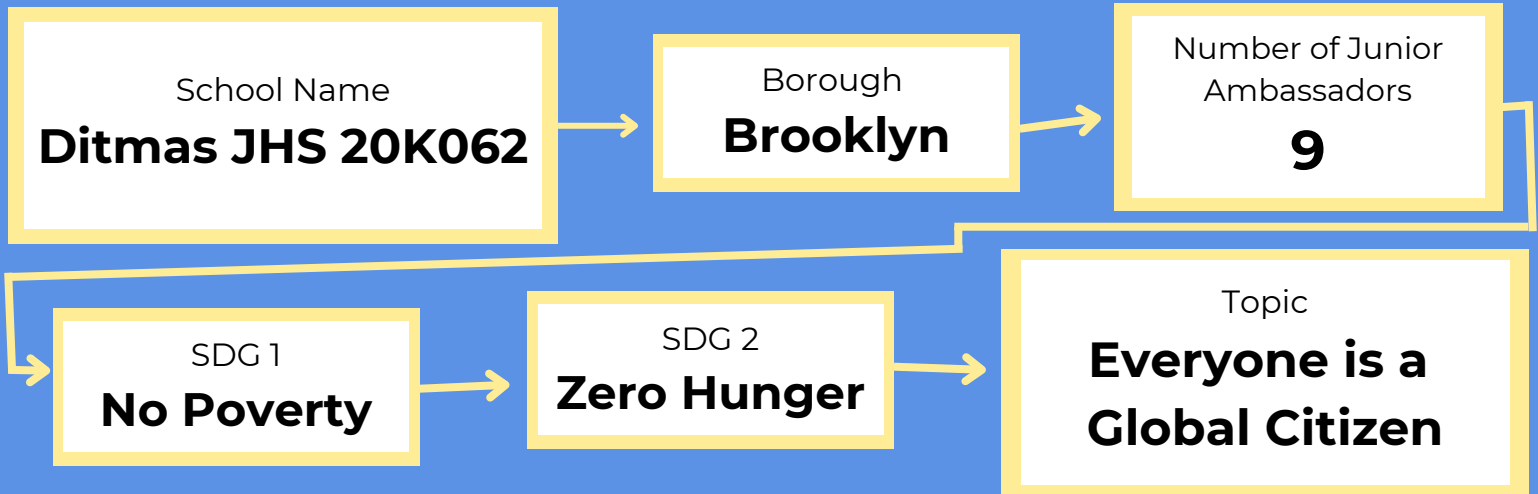 School Name
Ditmas JHS 20K062
Borough
Brooklyn
Number of Junior
Ambassadors
9
SDG 1
No Poverty
SDG 2
Zero Hunger
Topic
Everyone is a
Global Citizen